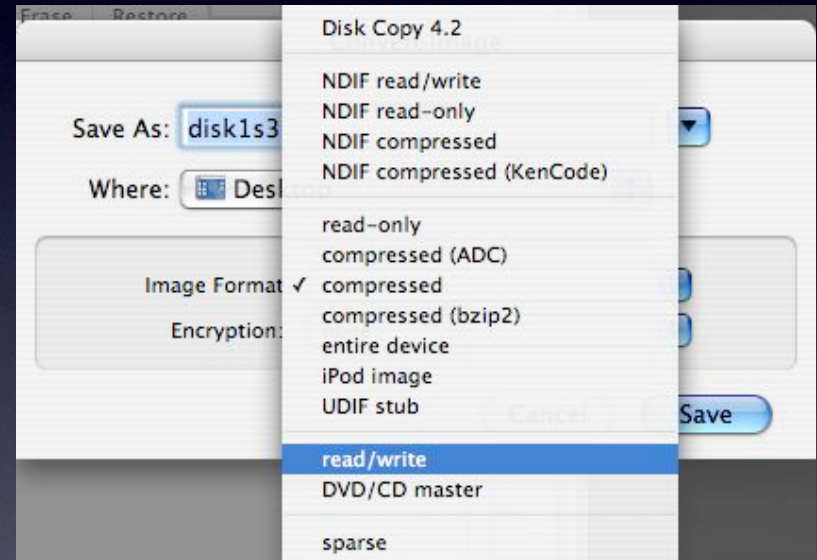 Erase Restore
Convert Image
Save As: disk1s3
Where: Desktop
Image Format
Encryption:
Disk Copy 4.2
NDIF read/write
NDIF read-only
NDIF compressed
NDIF compressed (KenCode)
read-only
compressed (ADC)
✓ compressed
compressed (bzip2)
entire device
iPod image
UDIF stub
read/write
DVD/CD master
sparse
Cancel
Save